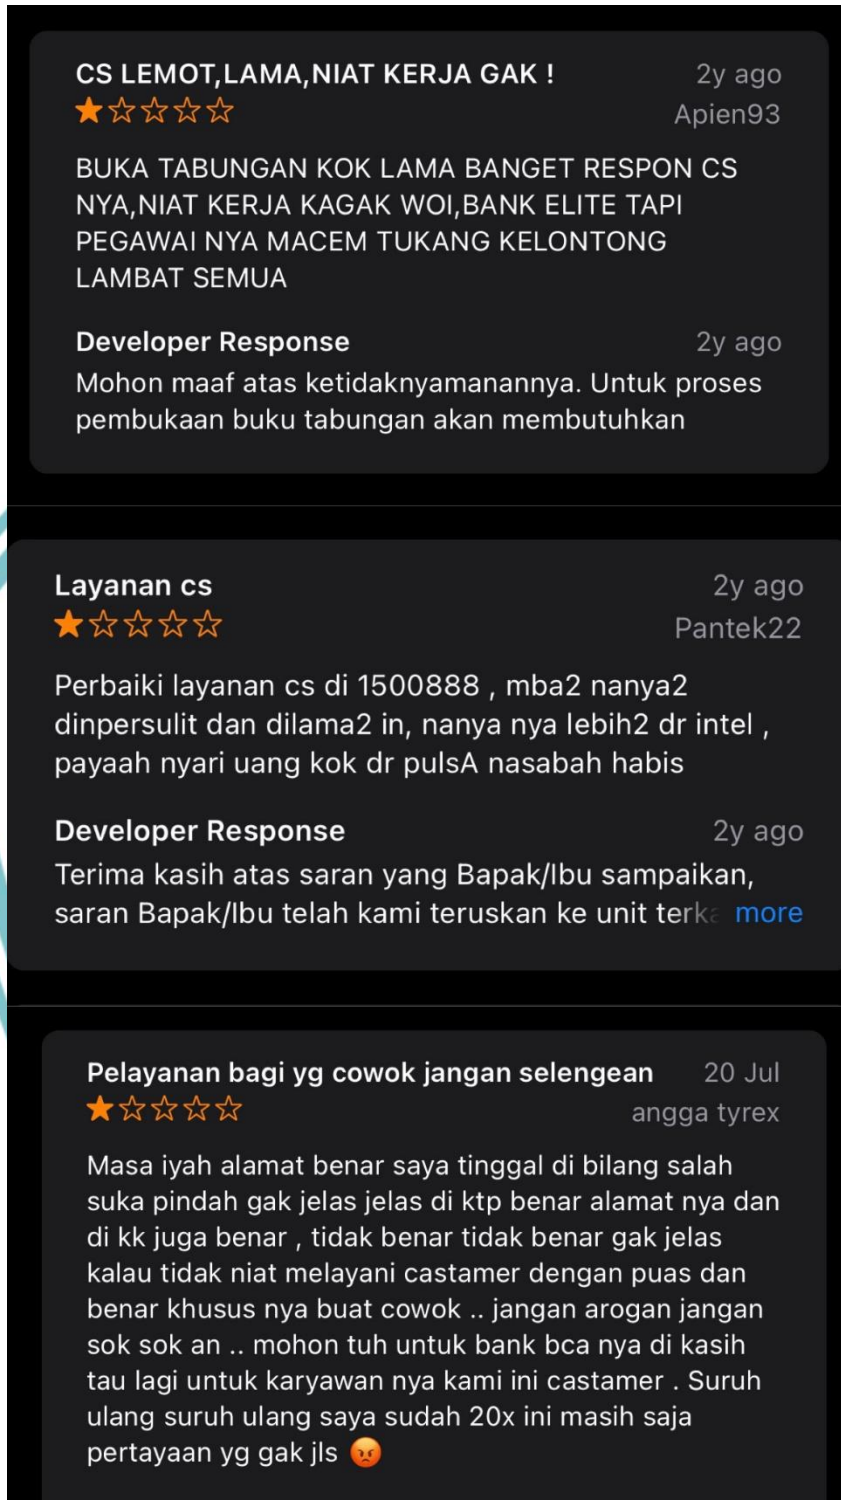 CS LEMOT,LAMA,NIAT KERJA GAK ! 2y ago
Apien93
BUKA TABUNGAN KOK LAMA BANGET RESPON CS
NYA,NIAT KERJA KAGAK WOI,BANK ELITE TAPI
PEGAWAI NYA MACEM TUKANG KELONTONG
LAMBAT SEMUA
Developer Response 2y ago
Mohon maaf atas ketidaknyamanannya. Untuk proses
pembukaan buku tabungan akan membutuhkan
Layanan cs 2y ago
Pantek22
Perbaiki layanan cs di 1500888 , mba2 nanya2
dinpersulit dan dilama2 in, nanya nya lebih2 dr intel ,
payaah nyari uang kok dr pulsA nasabah habis
Developer Response 2y ago
Terima kasih atas saran yang Bapak/Ibu sampaikan,
saran Bapak/Ibu telah kami teruskan ke unit more
Pelayanan bagi yg cowok jangan selengean 20 Jul
angga tyrex
Masa iyah alamat benar saya tinggal di bilang salah
suka pindah gak jelas jelas di ktp benar alamat nya dan
di kk juga benar , tidak benar tidak benar gak jelas
kalau tidak niat melayani castamer dengan puas dan
benar khusus nya buat cowok .. jangan arogan jangan
sok sok an .. mohon tuh untuk bank bca nya di kasih
tau lagi untuk karyawan nya kami ini castamer . Suruh
ulang suruh ulang saya sudah 20x ini masih saja
pertayaan yg gak jls 😡